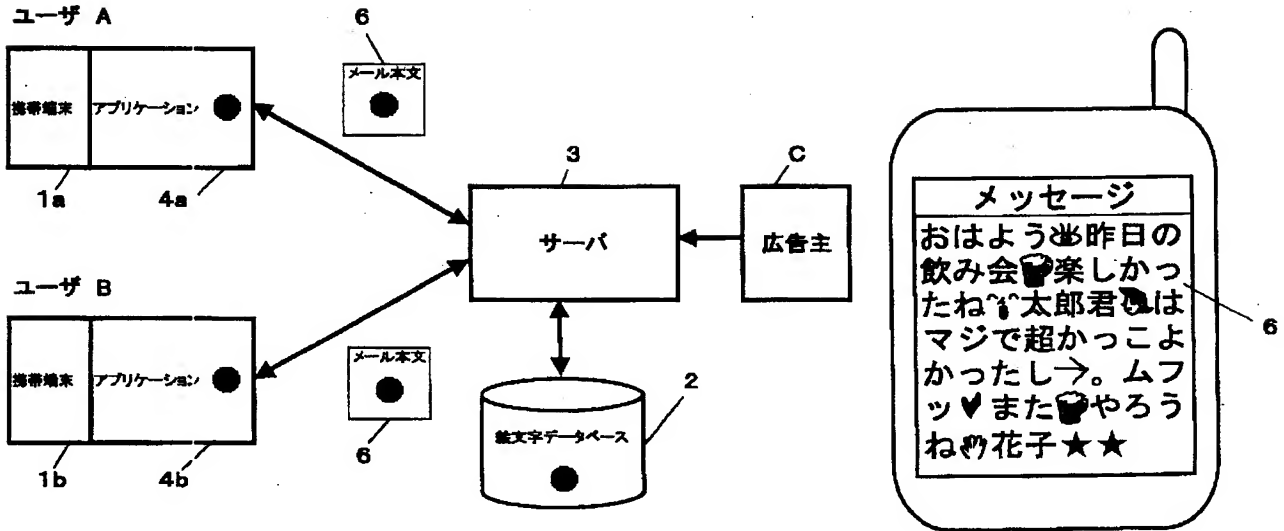 ユーザ A
携帯端末
アプリケーション
1a
4a
6
メール本文
3
サーバ
C
広告主
ユーザ B
携帯端末
アプリケーション
1b
4b
メール本文
6
2
絵文字データベース
メッセージ
おはよう昨日の
飲み会楽しかっ
たね太郎君は
マジで超かっこよ
かったし→。ムフ
ッ♥また やろう
ね花子★★
6